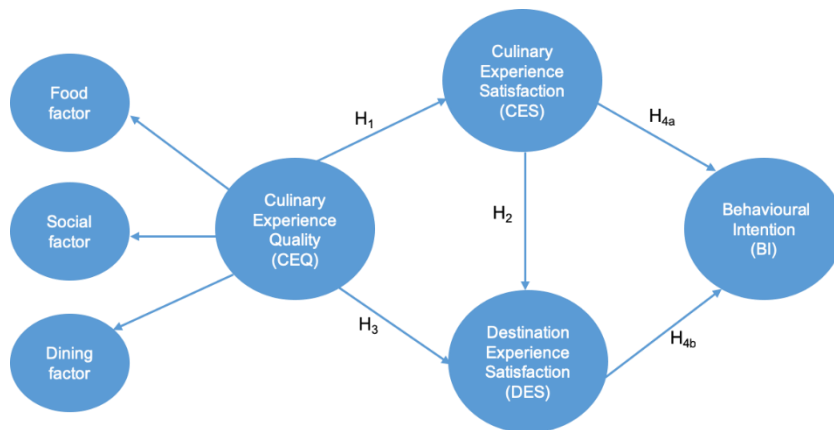 Food
factor
Social
factor
Dining
factor
Culinary
Experience
Quality
(CEQ)
H₁
H₃
Culinary
Experience
Satisfaction
(CES)
H₂
Destination
Experience
Satisfaction
(DES)
H₄ₐ
H₄b
Behavioural
Intention
(BI)